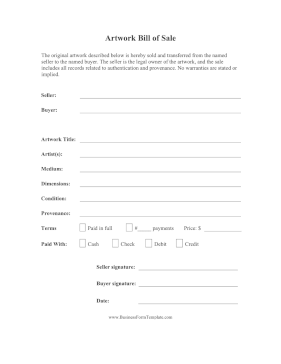 Artwork Bill of Sale
The original artwork described below is hereby sold and transferred from the named
seller to the named buyer. The seller is the legal owner of the artwork, and the sale
includes all records related to authentication and provenance. No warranties are stated or
implied.
Seller:
Buyer:
Artwork Title:
Artist(s):
Medium:
Dimensions:
Condition:
Provenance:
Terms Paid in full #____ payments Price: $
Paid With: Cash Check Debit Credit
Seller signature:
Buyer signature:
Date:
www.BusinessFormTemplate.com